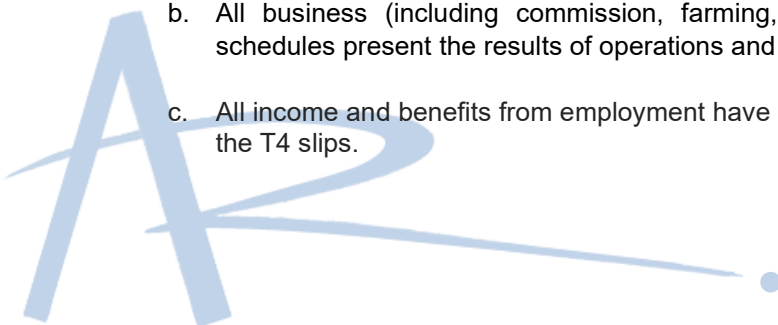 b. All business (including commission, farming,
schedules present the results of operations and
c. All income and benefits from employment have
the T4 slips.
AR